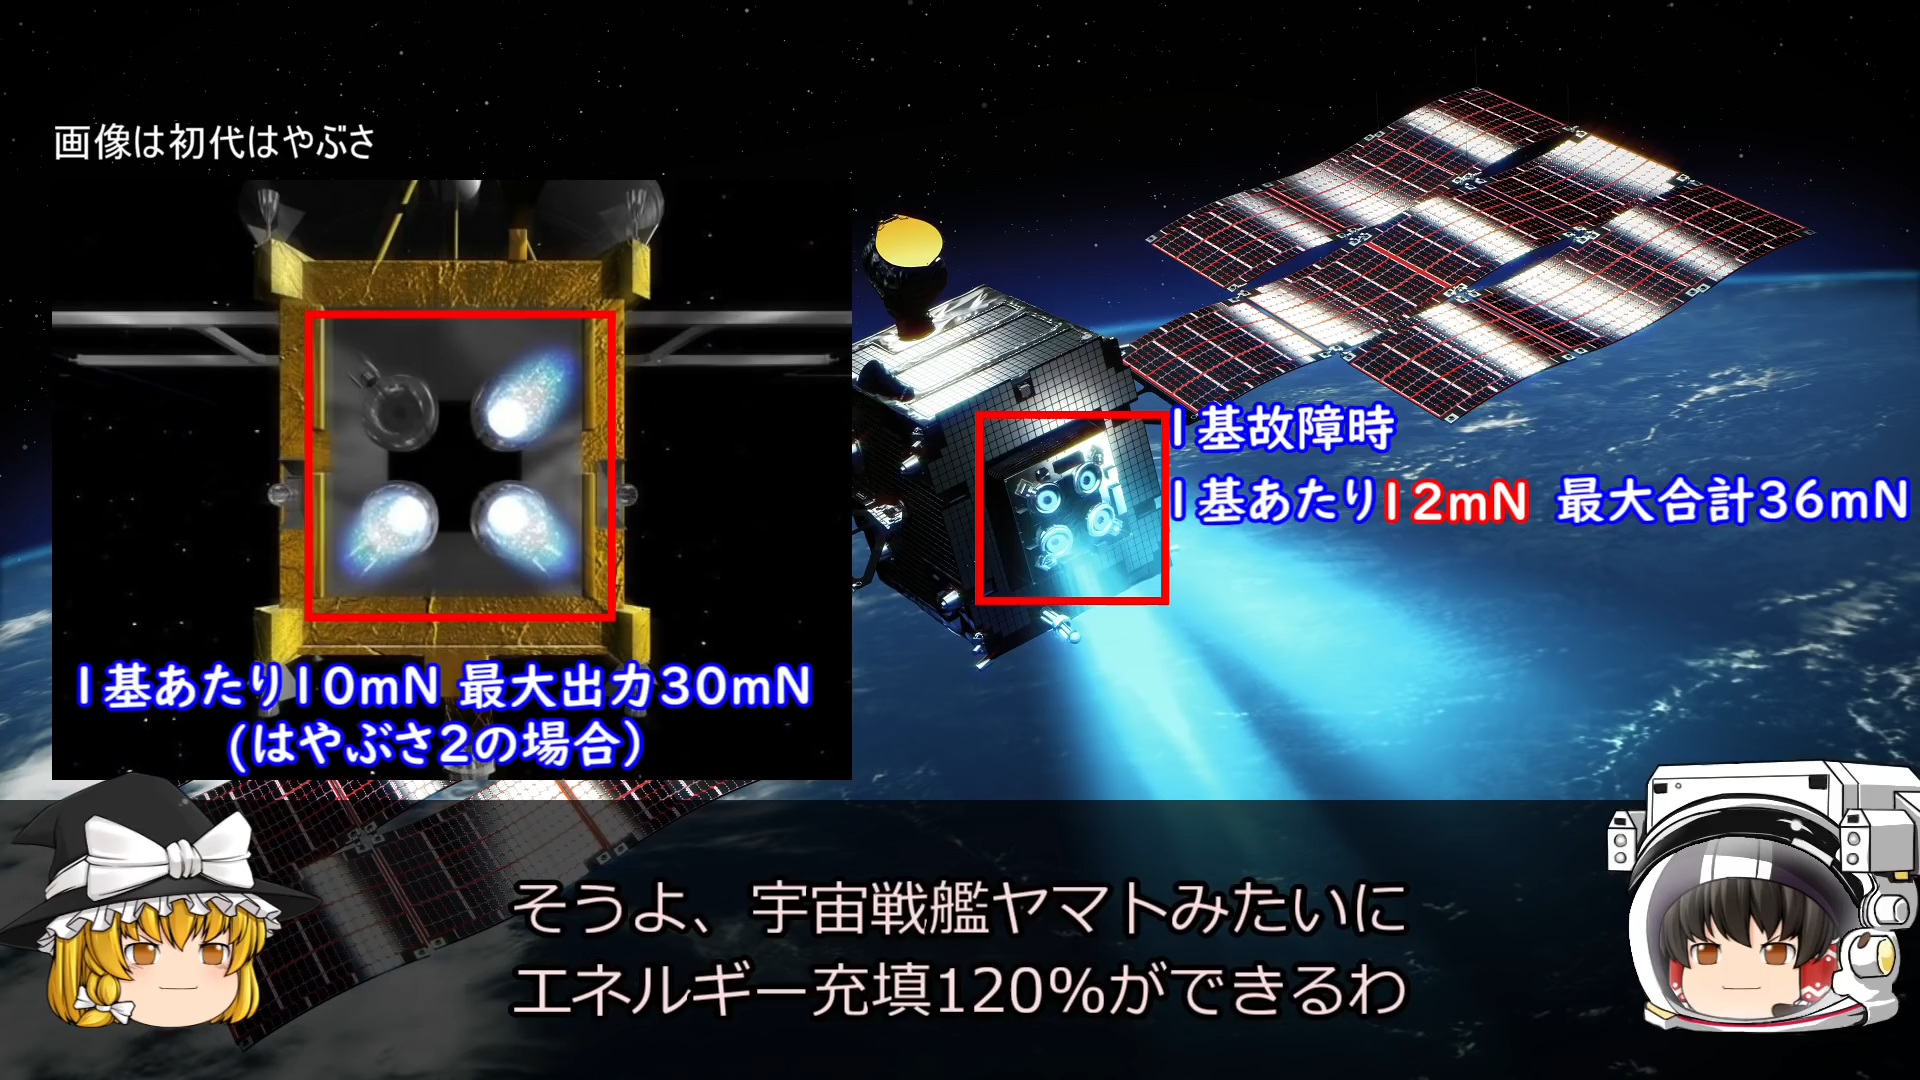 画像は初代はやぶさ
1基あたり10mN 最大出力30mN
(はやぶさ2の場合)
1基故障時
1基あたり12mN 最大合計36mN
そうよ、宇宙戦艦ヤマトみたいに
エネルギー充填120%ができるわ